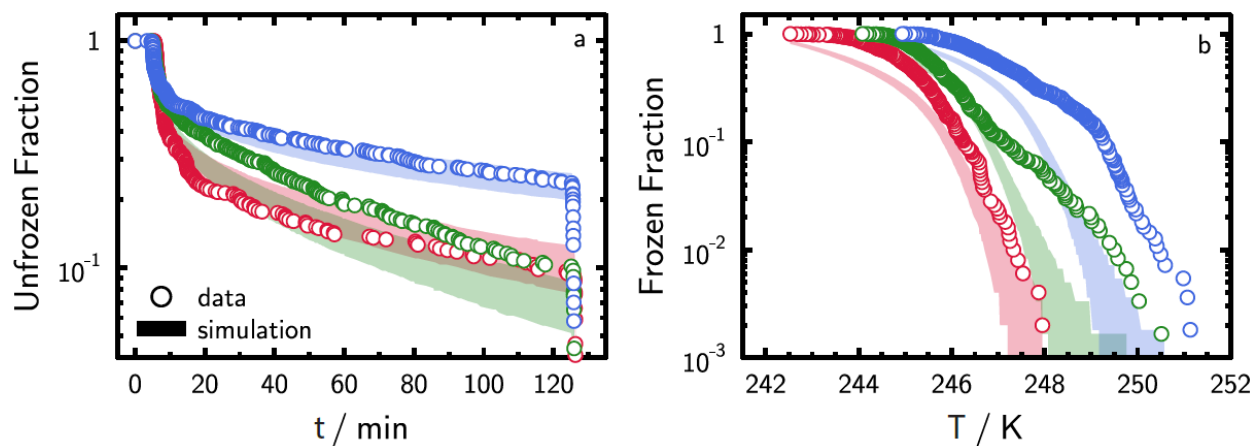 a
Unfrozen Fraction
1
10⁻¹
data
simulation
0 20 40 60 80 100 120
t / min
b
Frozen Fraction
1
10⁻¹
10⁻²
10⁻³
242 244 246 248 250 252
T / K